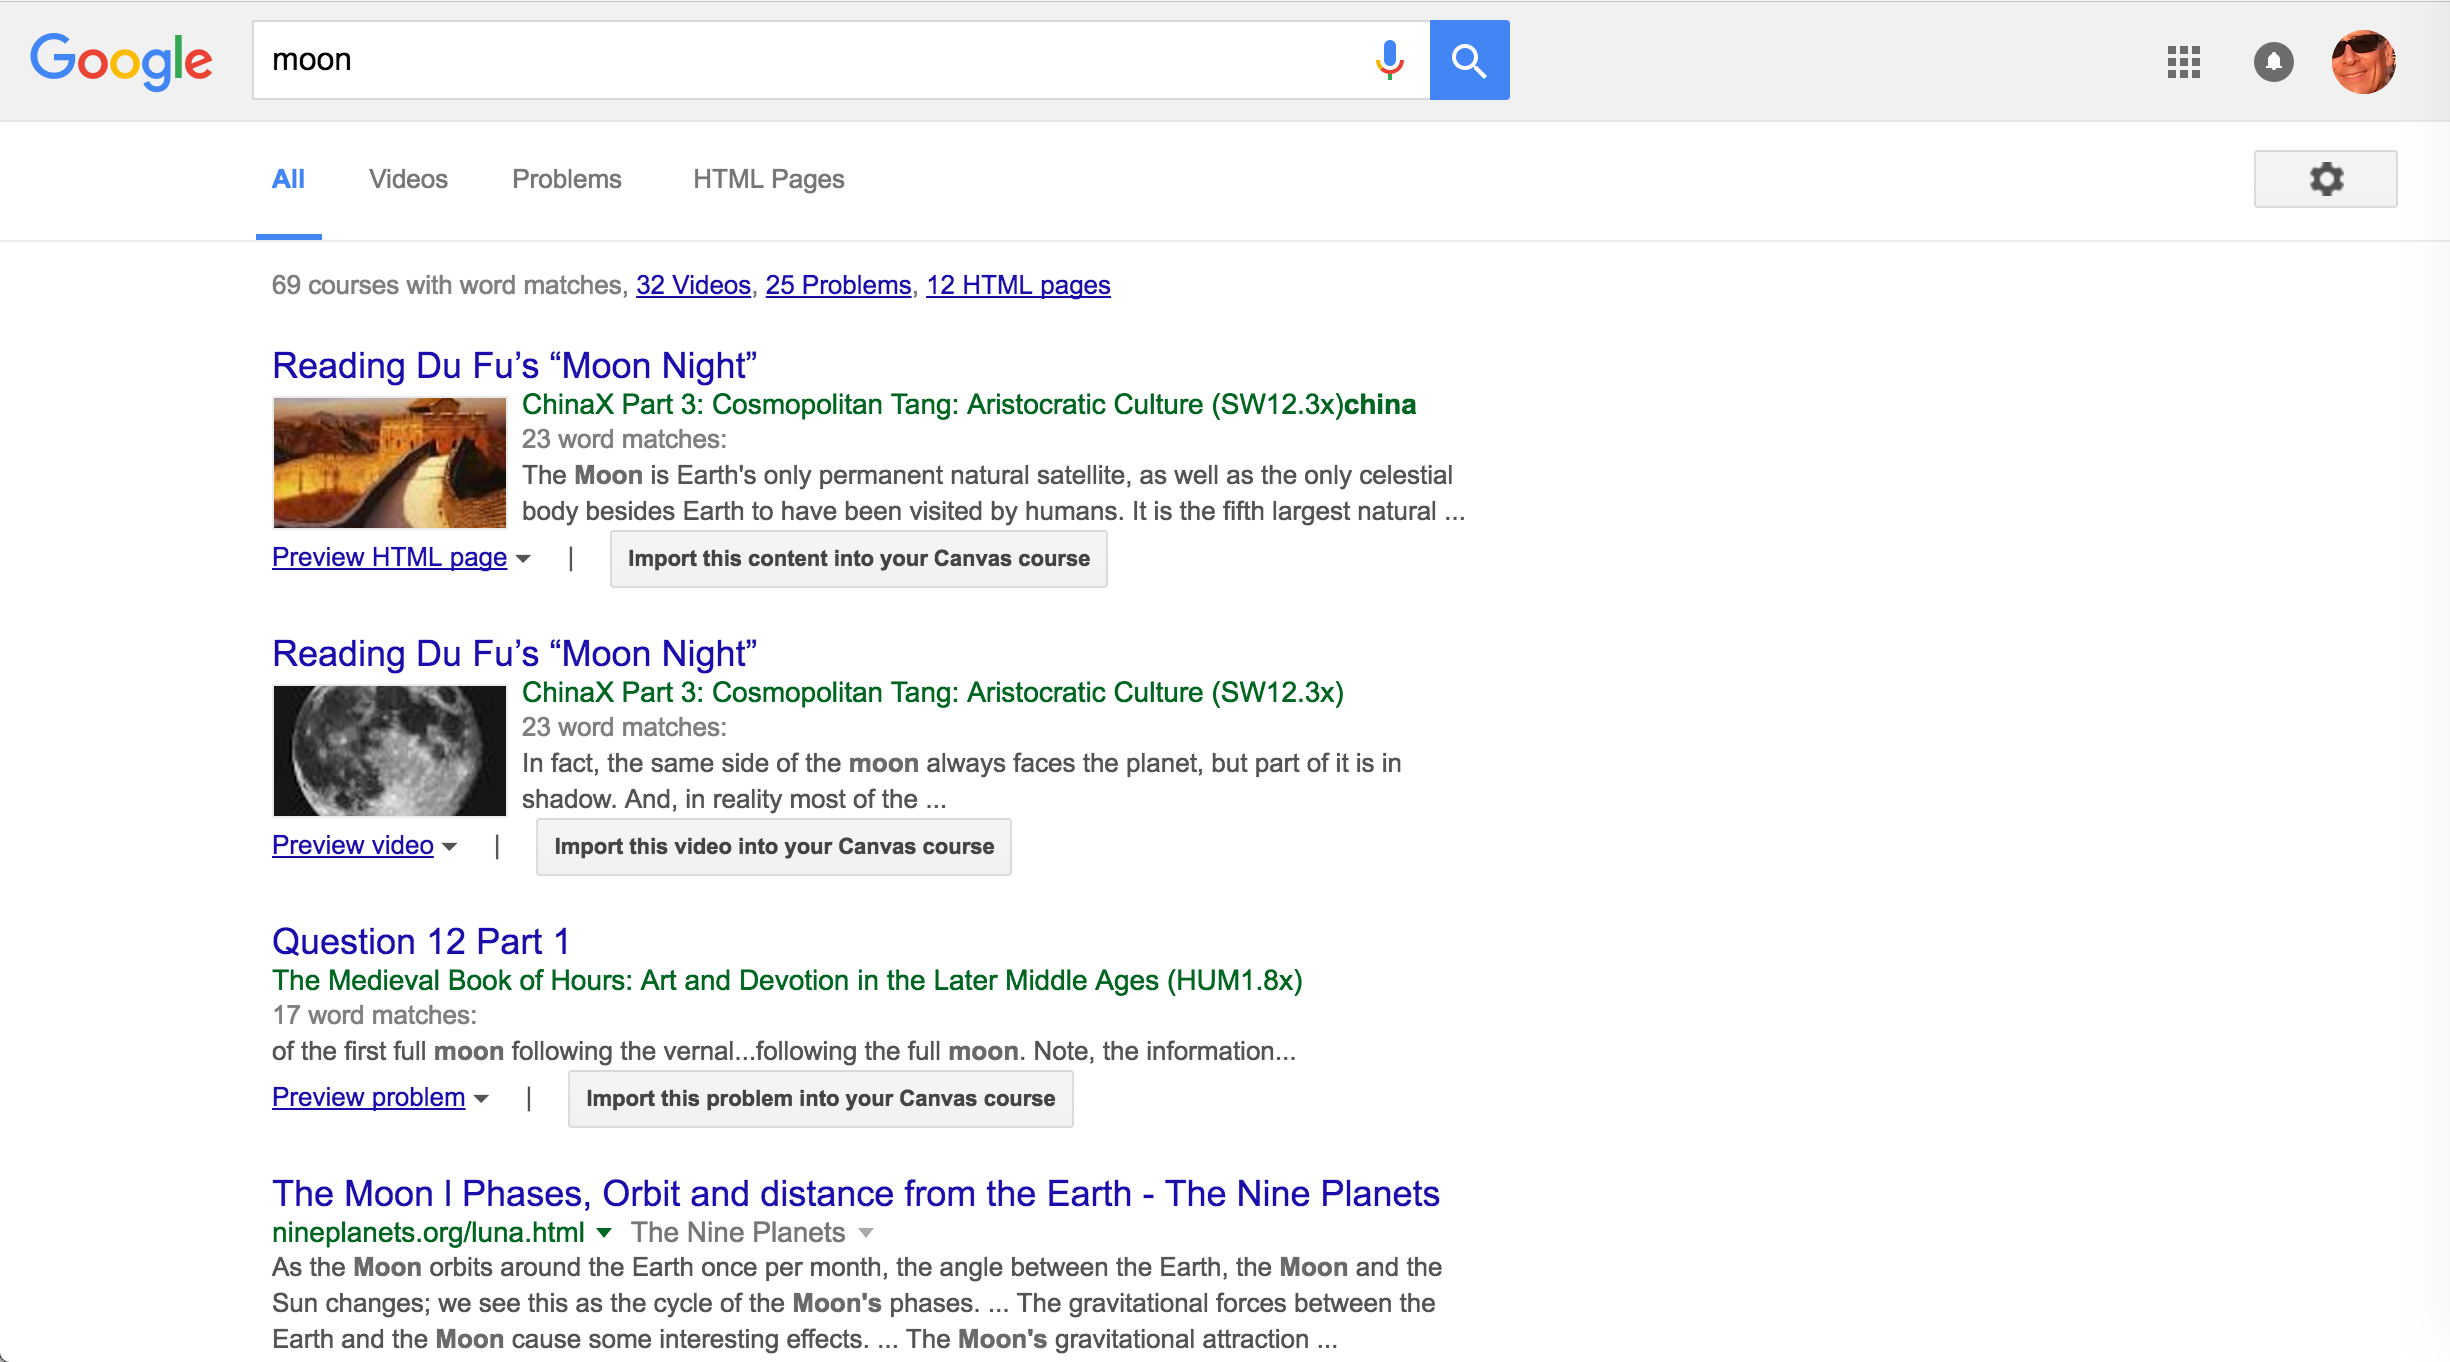 Google
moon
All Videos Problems HTML Pages
69 courses with word matches, 32 Videos, 25 Problems, 12 HTML pages
Reading Du Fu’s “Moon Night”
ChinaX Part 3: Cosmopolitan Tang: Aristocratic Culture (SW12.3x)china
23 word matches:
The Moon is Earth's only permanent natural satellite, as well as the only celestial
body besides Earth to have been visited by humans. It is the fifth largest natural ...
Preview HTML page | Import this content into your Canvas course
Reading Du Fu’s “Moon Night”
ChinaX Part 3: Cosmopolitan Tang: Aristocratic Culture (SW12.3x)
23 word matches:
In fact, the same side of the moon always faces the planet, but part of it is in
shadow. And, in reality most of the ...
Preview video | Import this video into your Canvas course
Question 12 Part 1
The Medieval Book of Hours: Art and Devotion in the Later Middle Ages (HUM1.8x)
17 word matches:
of the first full moon following the vernal...following the full moon. Note, the information...
Preview problem | Import this problem into your Canvas course
The Moon l Phases, Orbit and distance from the Earth - The Nine Planets
nineplanets.org/luna.html The Nine Planets
As the Moon orbits around the Earth once per month, the angle between the Earth, the Moon and the
Sun changes; we see this as the cycle of the Moon's phases. ... The gravitational forces between the
Earth and the Moon cause some interesting effects. ... The Moon's gravitational attraction ...